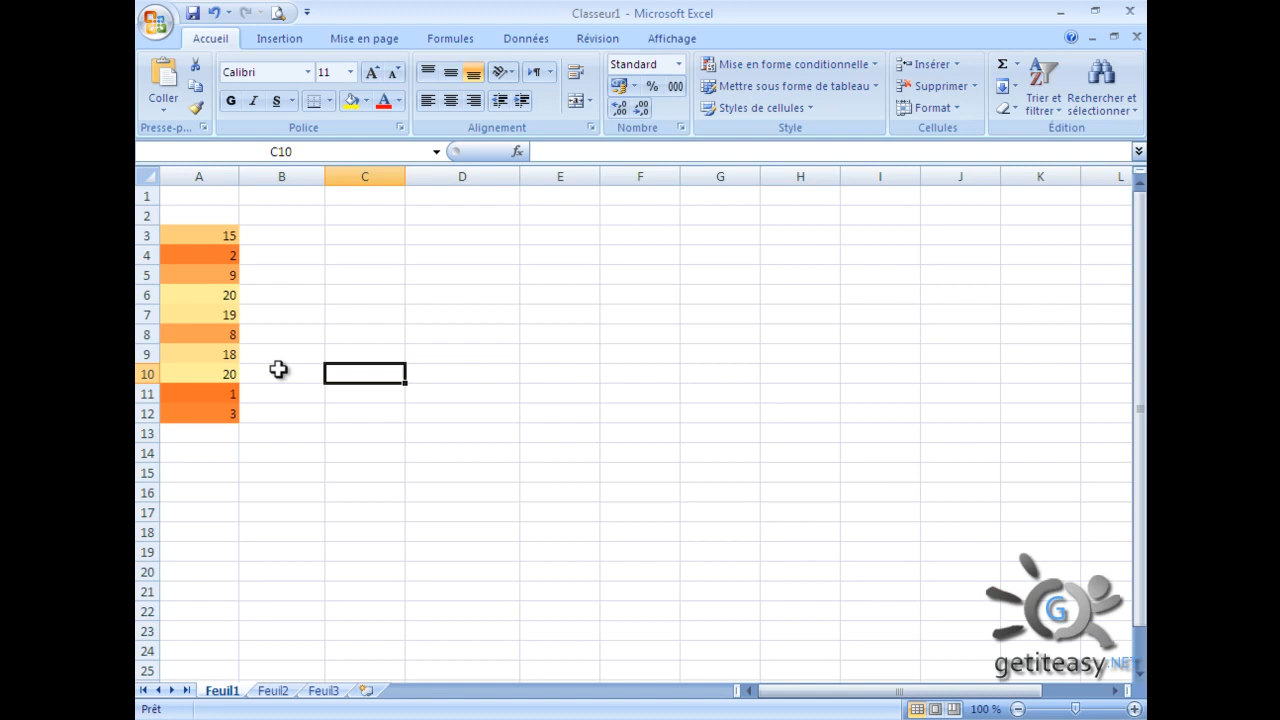 Classeur1 - Microsoft Excel
Accueil Insertion Mise en page Formules Données Révision Affichage
Coller
Presse-p...
Calibri 11 A A
G I S A
Police
Alignement
Standard
% 000
,00 ,0
Nombre
Mise en forme conditionnelle
Mettre sous forme de tableau
Styles de cellules
Style
Insérer
Supprimer
Format
Cellules
Σ
A Z
Trier et filtrer
Rechercher et sélectionner
Édition
C10 fx
A B C D E F G H I J K L
1
2
3 15
4 2
5 9
6 20
7 19
8 8
9 18
10 20
11 1
12 3
13
14
15
16
17
18
19
20
21
22
23
24
25
G
getiteasy.NET
Feuil1 Feuil2 Feuil3
Prêt 100 %